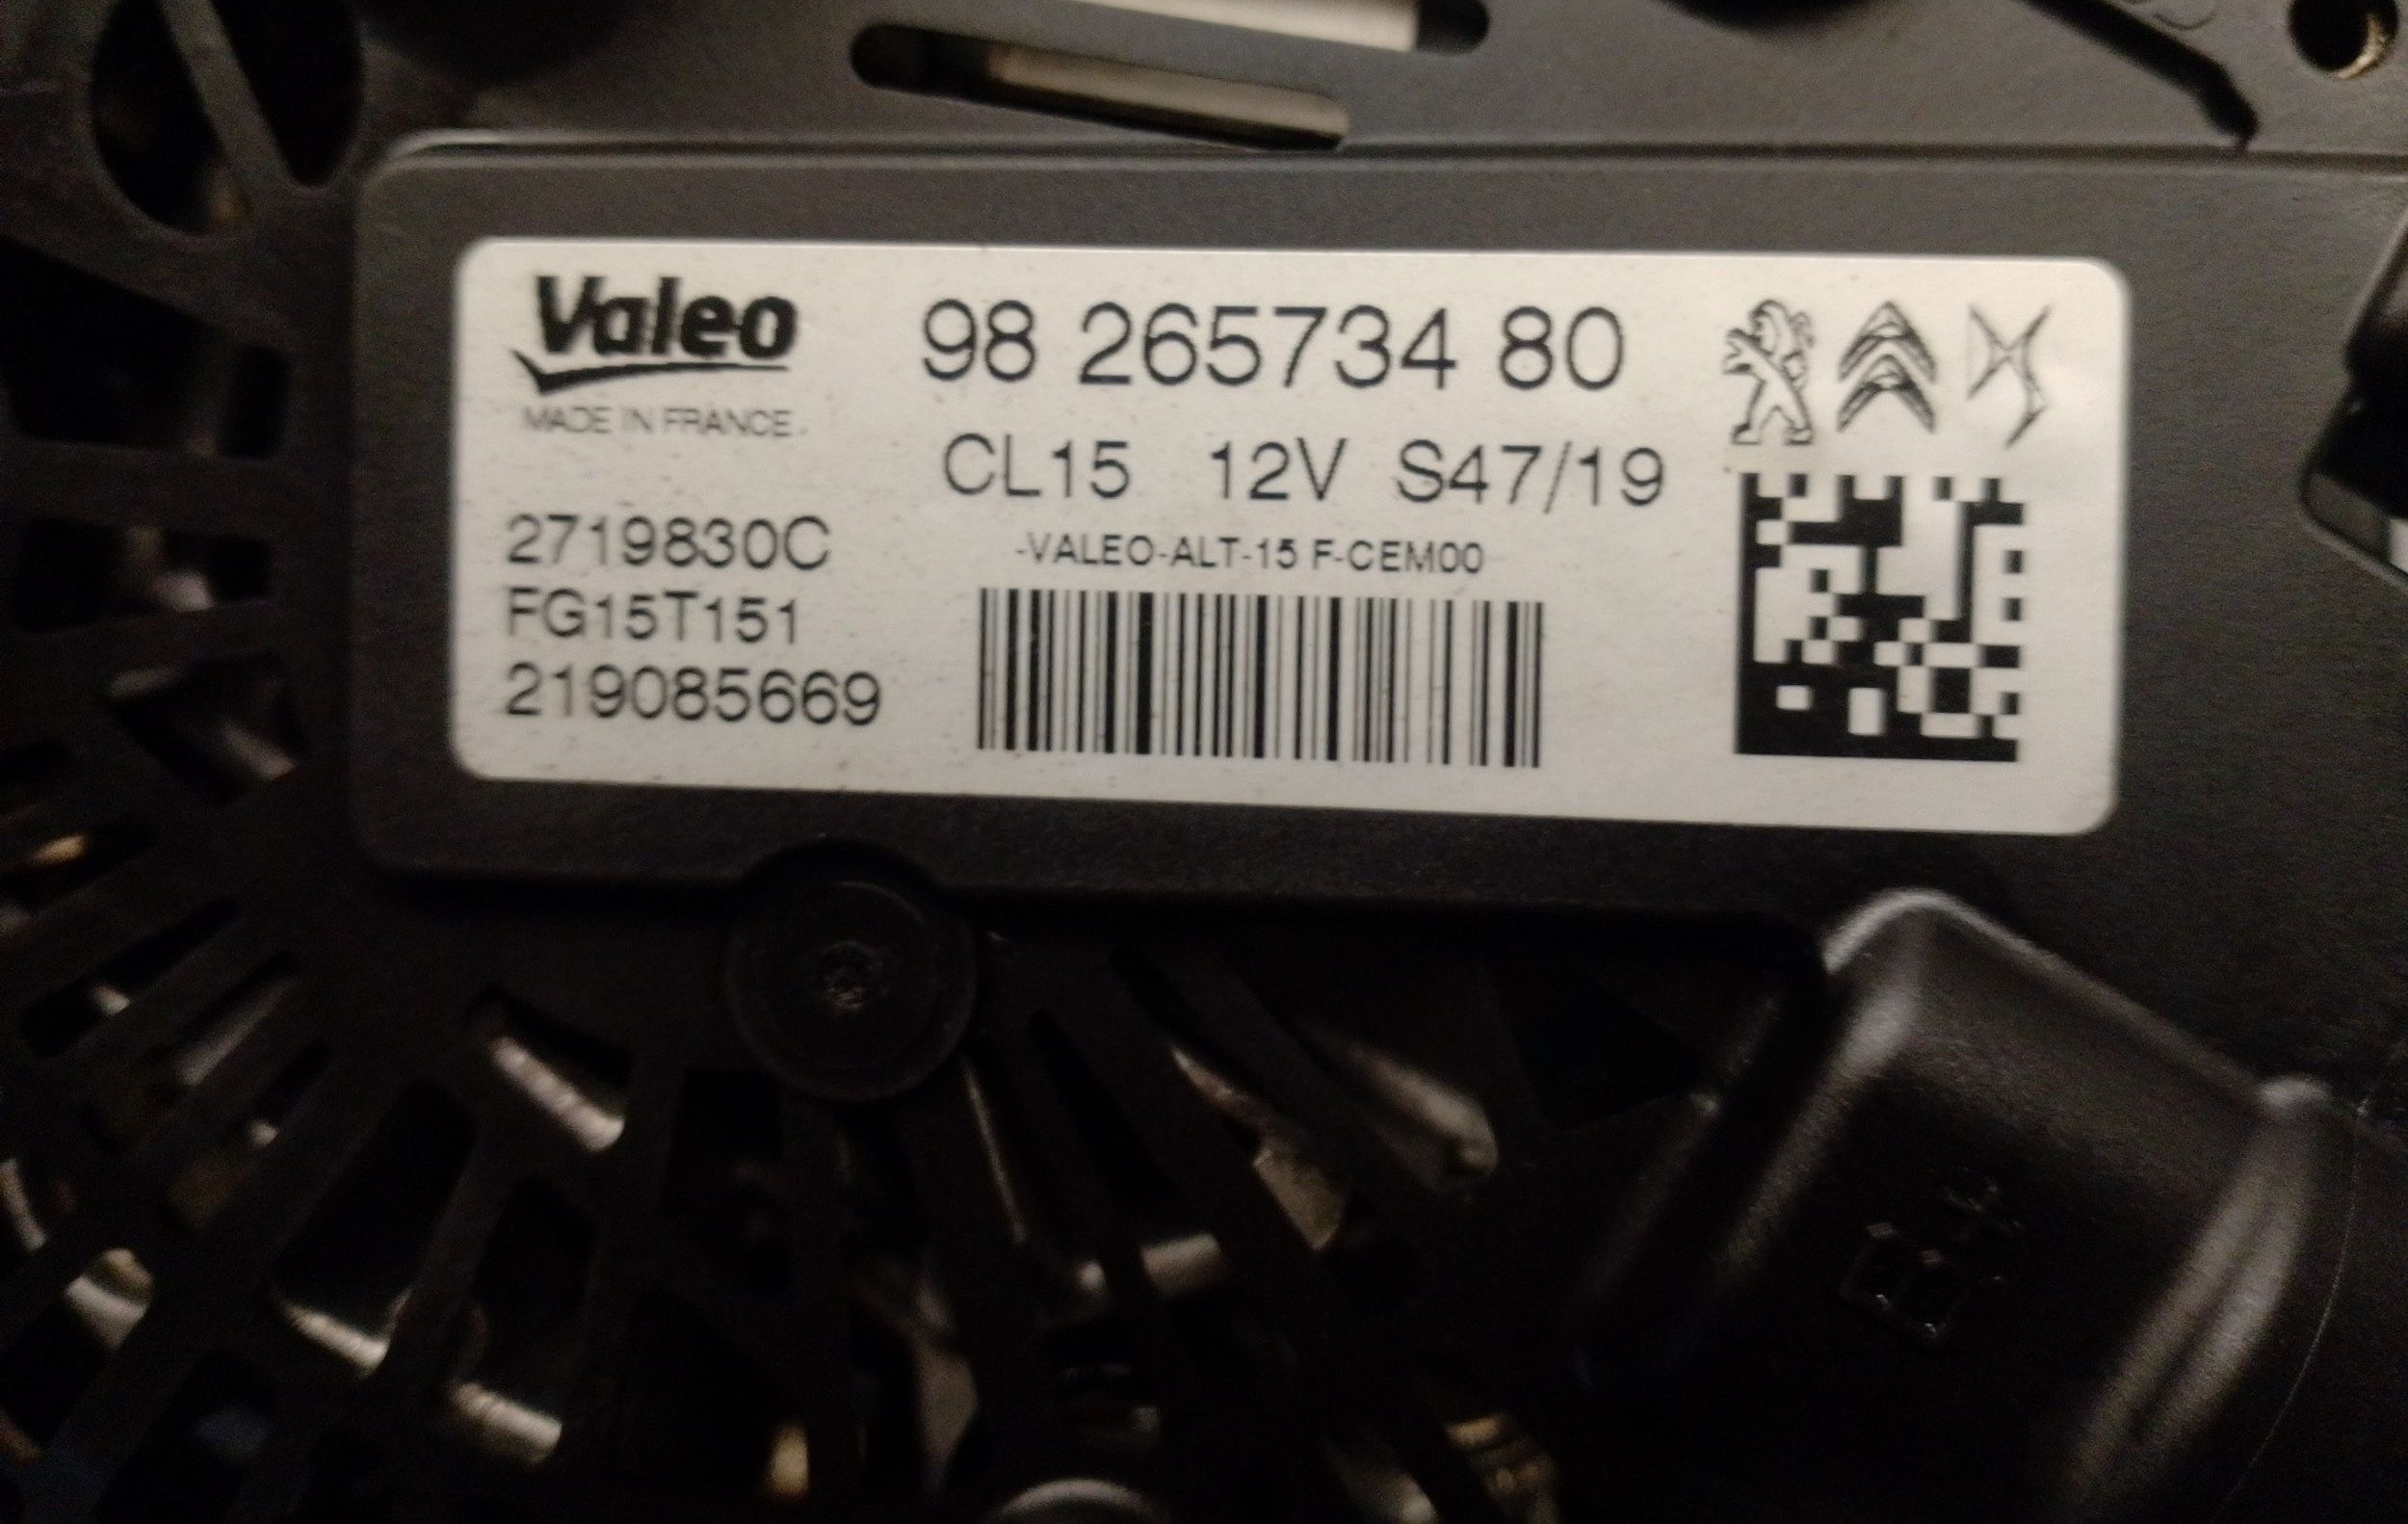 Valeo
MADE IN FRANCE
98 265734 80
CL15 12V S47/19
2719830C
FG15T151
219085669
-VALEO-ALT-15 F-CEM00